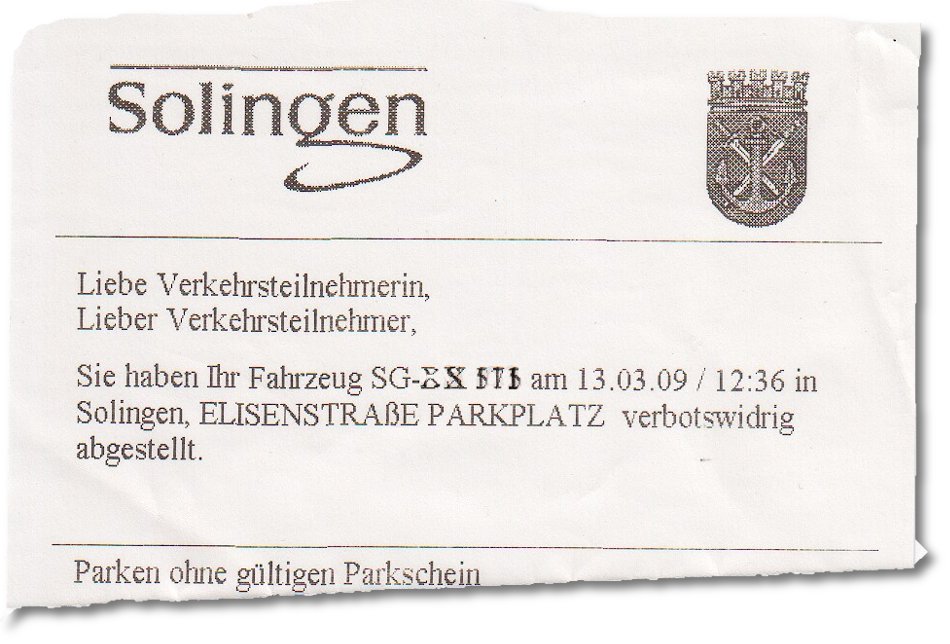 Solingen
Liebe Verkehrsteilnehmerin,
Lieber Verkehrsteilnehmer,
Sie haben Ihr Fahrzeug SG- am 13.03.09 / 12:36 in
Solingen, ELISENSTRAßE PARKPLATZ verbotswidrig
abgestellt.
Parken ohne gültigen Parkschein